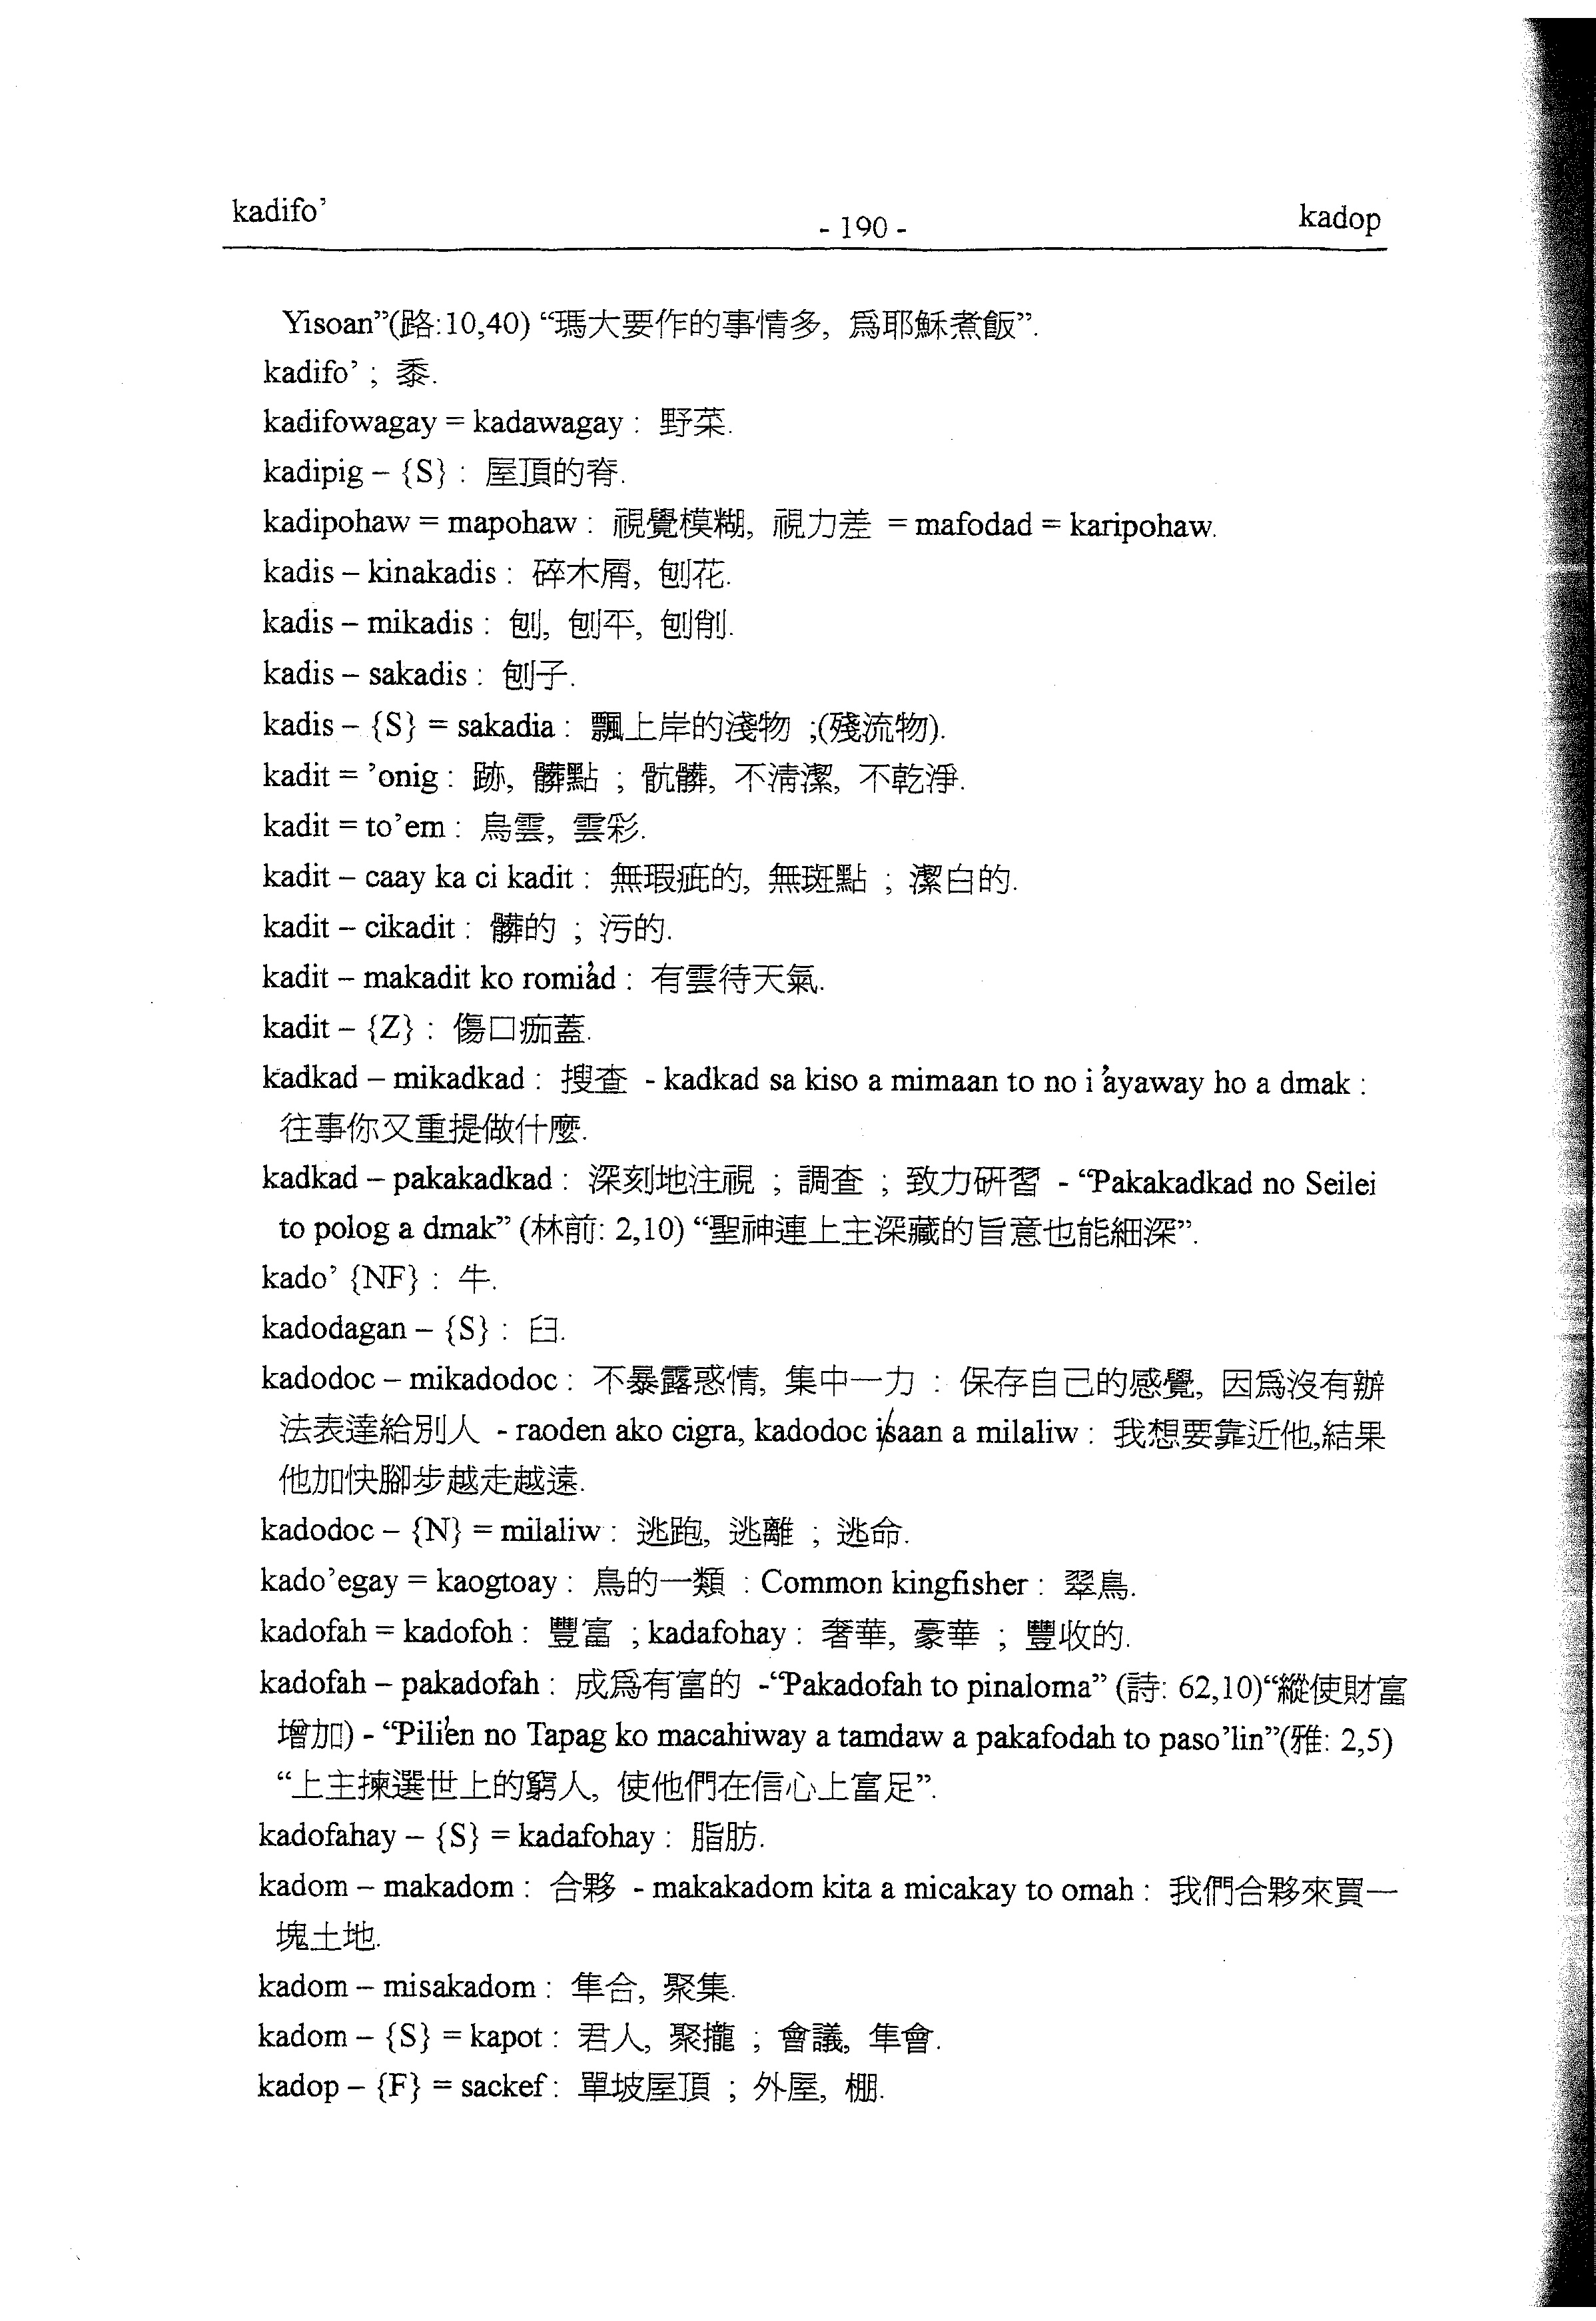 kadifo’
- 190 -
kadop
Yisoan”(路:10,40) “瑪大要作的事情多, 爲耶穌煮飯”.
kadifo’ ; 黍.
kadifowagay = kadawagay : 野菜.
kadipig – {S} : 屋頂的脊.
kadipohaw = mapohaw : 視覺模糊, 視力差 = mafodad = karipohaw.
kadis – kinakadis : 碎木屑, 刨花.
kadis – mikadis : 刨, 刨平, 刨削.
kadis – sakadis : 刨子.
kadis – {S} = sakadia : 飄上岸的淺物 ;(殘流物).
kadit = ’onig : 跡, 髒點 ; 骯髒, 不清潔, 不乾淨.
kadit = to’em : 烏雲, 雲彩.
kadit – caay ka ci kadit : 無瑕疵的, 無斑點 ; 潔白的.
kadit – cikadit : 髒的 ; 污的.
kadit – makadit ko romi’ad : 有雲待天氣.
kadit – {Z} : 傷口痂蓋.
kadkad – mikadkad : 搜查 - kadkad sa kiso a mimaan to no i ’ayaway ho a dmak :
往事你又重提做什麼.
kadkad – pakakadkad : 深刻地注視 ; 調查 ; 致力研習 - “Pakakadkad no Seilei
to polog a dmak” (林前: 2,10) “聖神連上主深藏的旨意也能細深”.
kado’ {NF} : 牛.
kadodagan – {S} : 臼.
kadodoc – mikadodoc : 不暴露惑情, 集中一力 : 保存自己的感覺, 因爲沒有辦
法表達給別人 - raoden ako cigra, kadodoc i/saan a milaliw : 我想要靠近他,結果
他加快腳步越走越遠.
kadodoc – {N} = milaliw : 逃跑, 逃離 ; 逃命.
kado’egay = kaogtoay : 鳥的一類 : Common kingfisher : 翠鳥.
kadofah = kadofoh : 豐富 ; kadafohay : 奢華, 豪華 ; 豐收的.
kadofah – pakadofah : 成爲有富的 -“Pakadofah to pinaloma” (詩: 62,10)“縱使財富
增加) - “Pili’en no Tapag ko macahiway a tamdaw a pakafodah to paso’lin”(雅: 2,5)
“上主揀選世上的窮人, 使他們在信心上富足”.
kadofahay – {S} = kadafohay : 脂肪.
kadom – makadom : 合夥 - makakadom kita a micakay to omah : 我們合夥來買一
塊土地.
kadom – misakadom : 隼合, 聚集.
kadom – {S} = kapot : 君人, 聚攏 ; 會議, 隼會.
kadop – {F} = sackef : 單坡屋頂 ; 外屋, 棚.